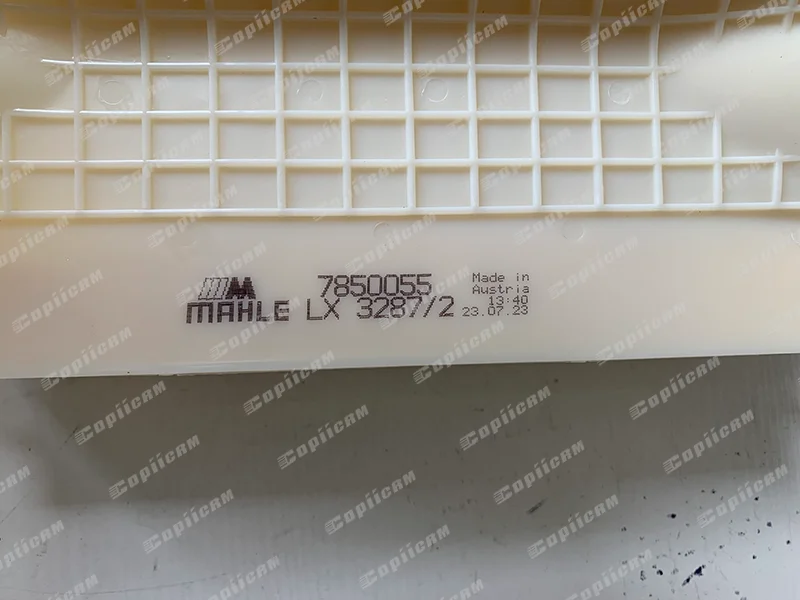 7850055
MAHLE LX 3287/2
Made in
Austria
13:40
23.07.23
CopiiCAM